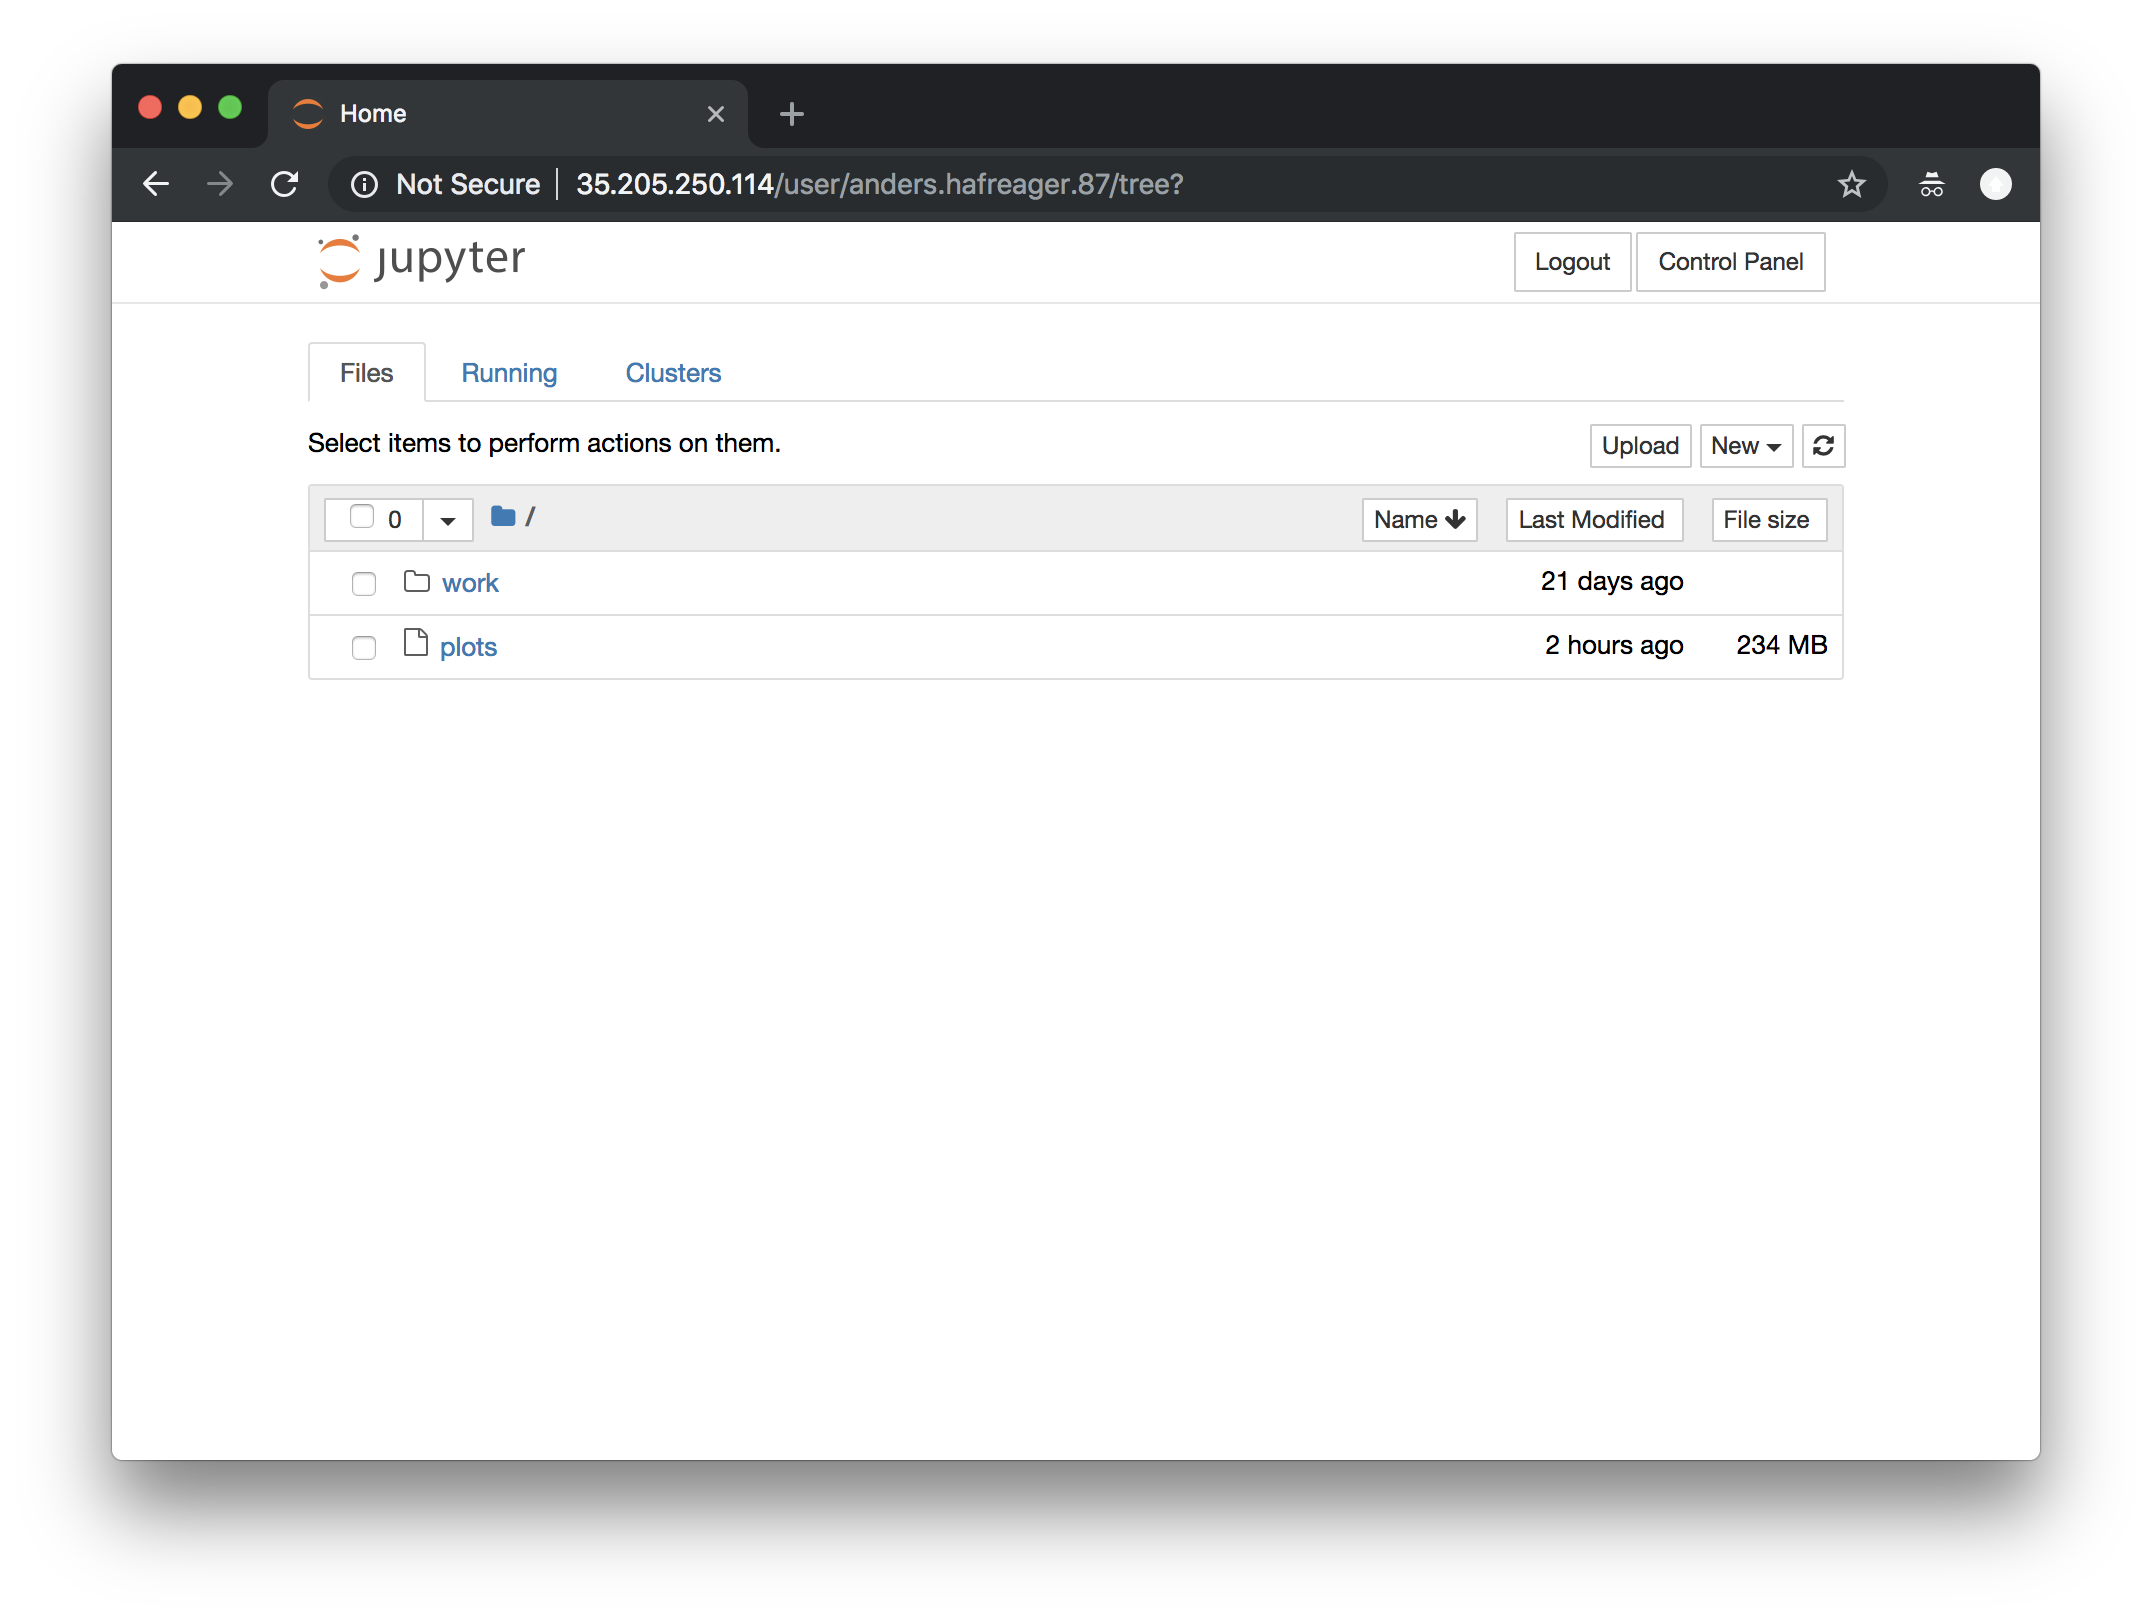 Home
Not Secure | 35.205.250.114/user/anders.hafreager.87/tree?
jupyter
Logout Control Panel
Files Running Clusters
Select items to perform actions on them.
Upload New
0 / Name Last Modified File size
work 21 days ago
plots 2 hours ago 234 MB